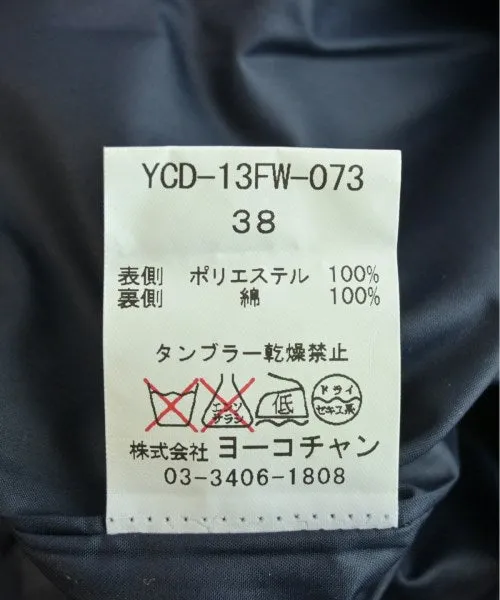 YCD-13FW-073
38
表側 ポリエステル 100%
裏側 綿 100%
タンブラー乾燥禁止
エンソ サラシ 低 ドライ セキユ系
株式会社 ヨーコチャン
03-3406-1808